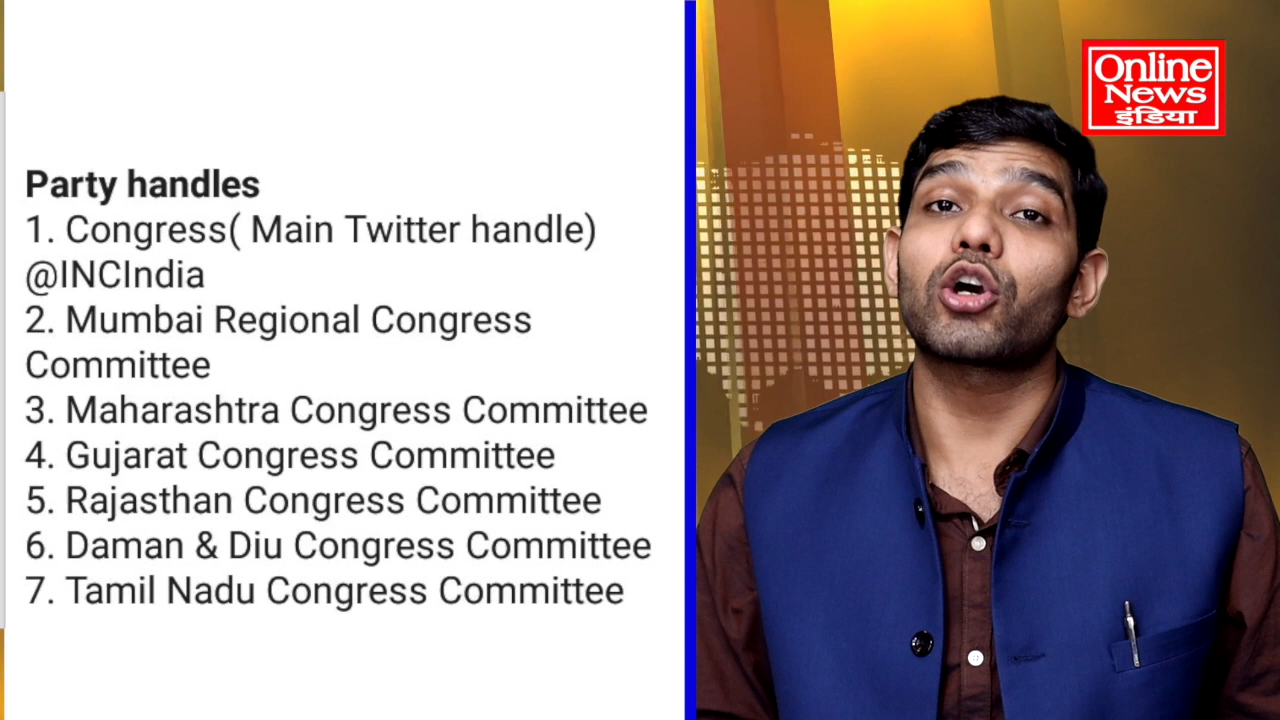 Party handles
1. Congress( Main Twitter handle)
@INCIndia
2. Mumbai Regional Congress
Committee
3. Maharashtra Congress Committee
4. Gujarat Congress Committee
5. Rajasthan Congress Committee
6. Daman & Diu Congress Committee
7. Tamil Nadu Congress Committee
Online
News
इंडिया